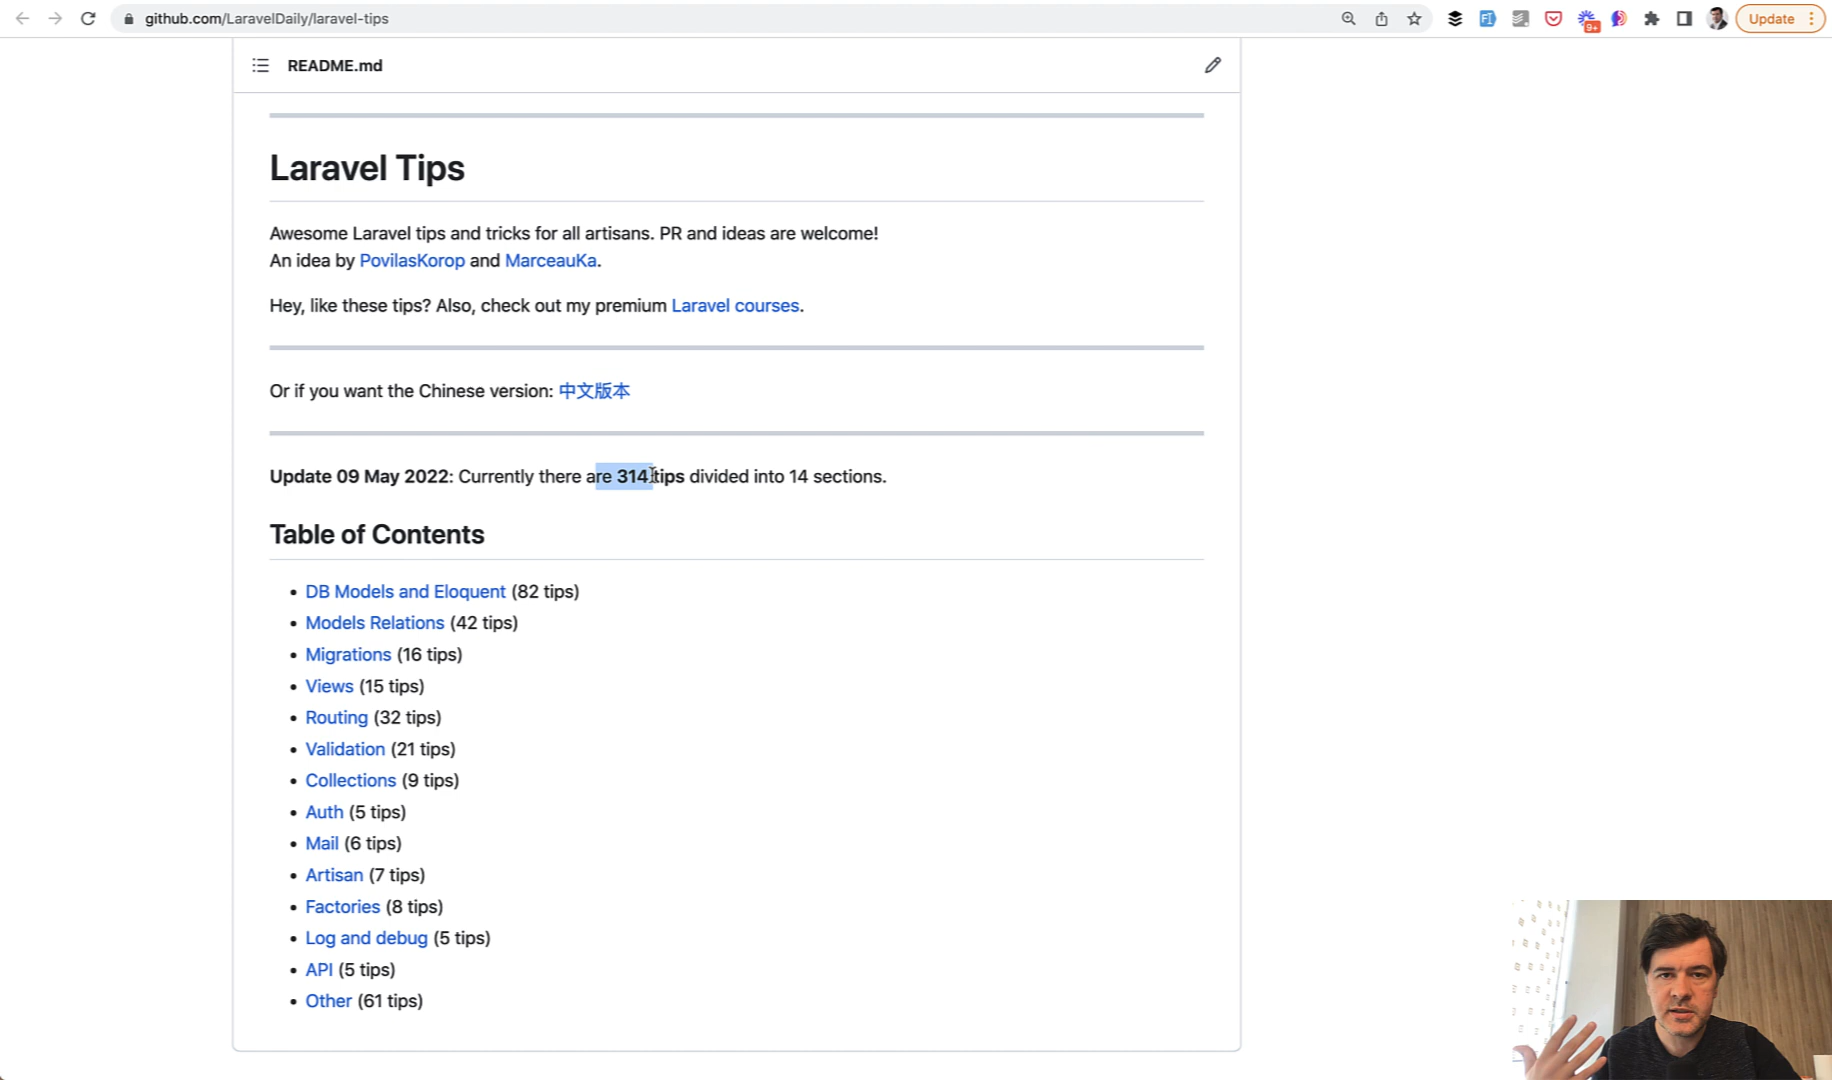 github.com/LaravelDaily/laravel-tips
9+
Update
README.md
Laravel Tips
Awesome Laravel tips and tricks for all artisans. PR and ideas are welcome!
An idea by PovilasKorop and MarceauKa.
Hey, like these tips? Also, check out my premium Laravel courses.
Or if you want the Chinese version: 中文版本
Update 09 May 2022: Currently there are 314 tips divided into 14 sections.
Table of Contents
• DB Models and Eloquent (82 tips)
• Models Relations (42 tips)
• Migrations (16 tips)
• Views (15 tips)
• Routing (32 tips)
• Validation (21 tips)
• Collections (9 tips)
• Auth (5 tips)
• Mail (6 tips)
• Artisan (7 tips)
• Factories (8 tips)
• Log and debug (5 tips)
• API (5 tips)
• Other (61 tips)